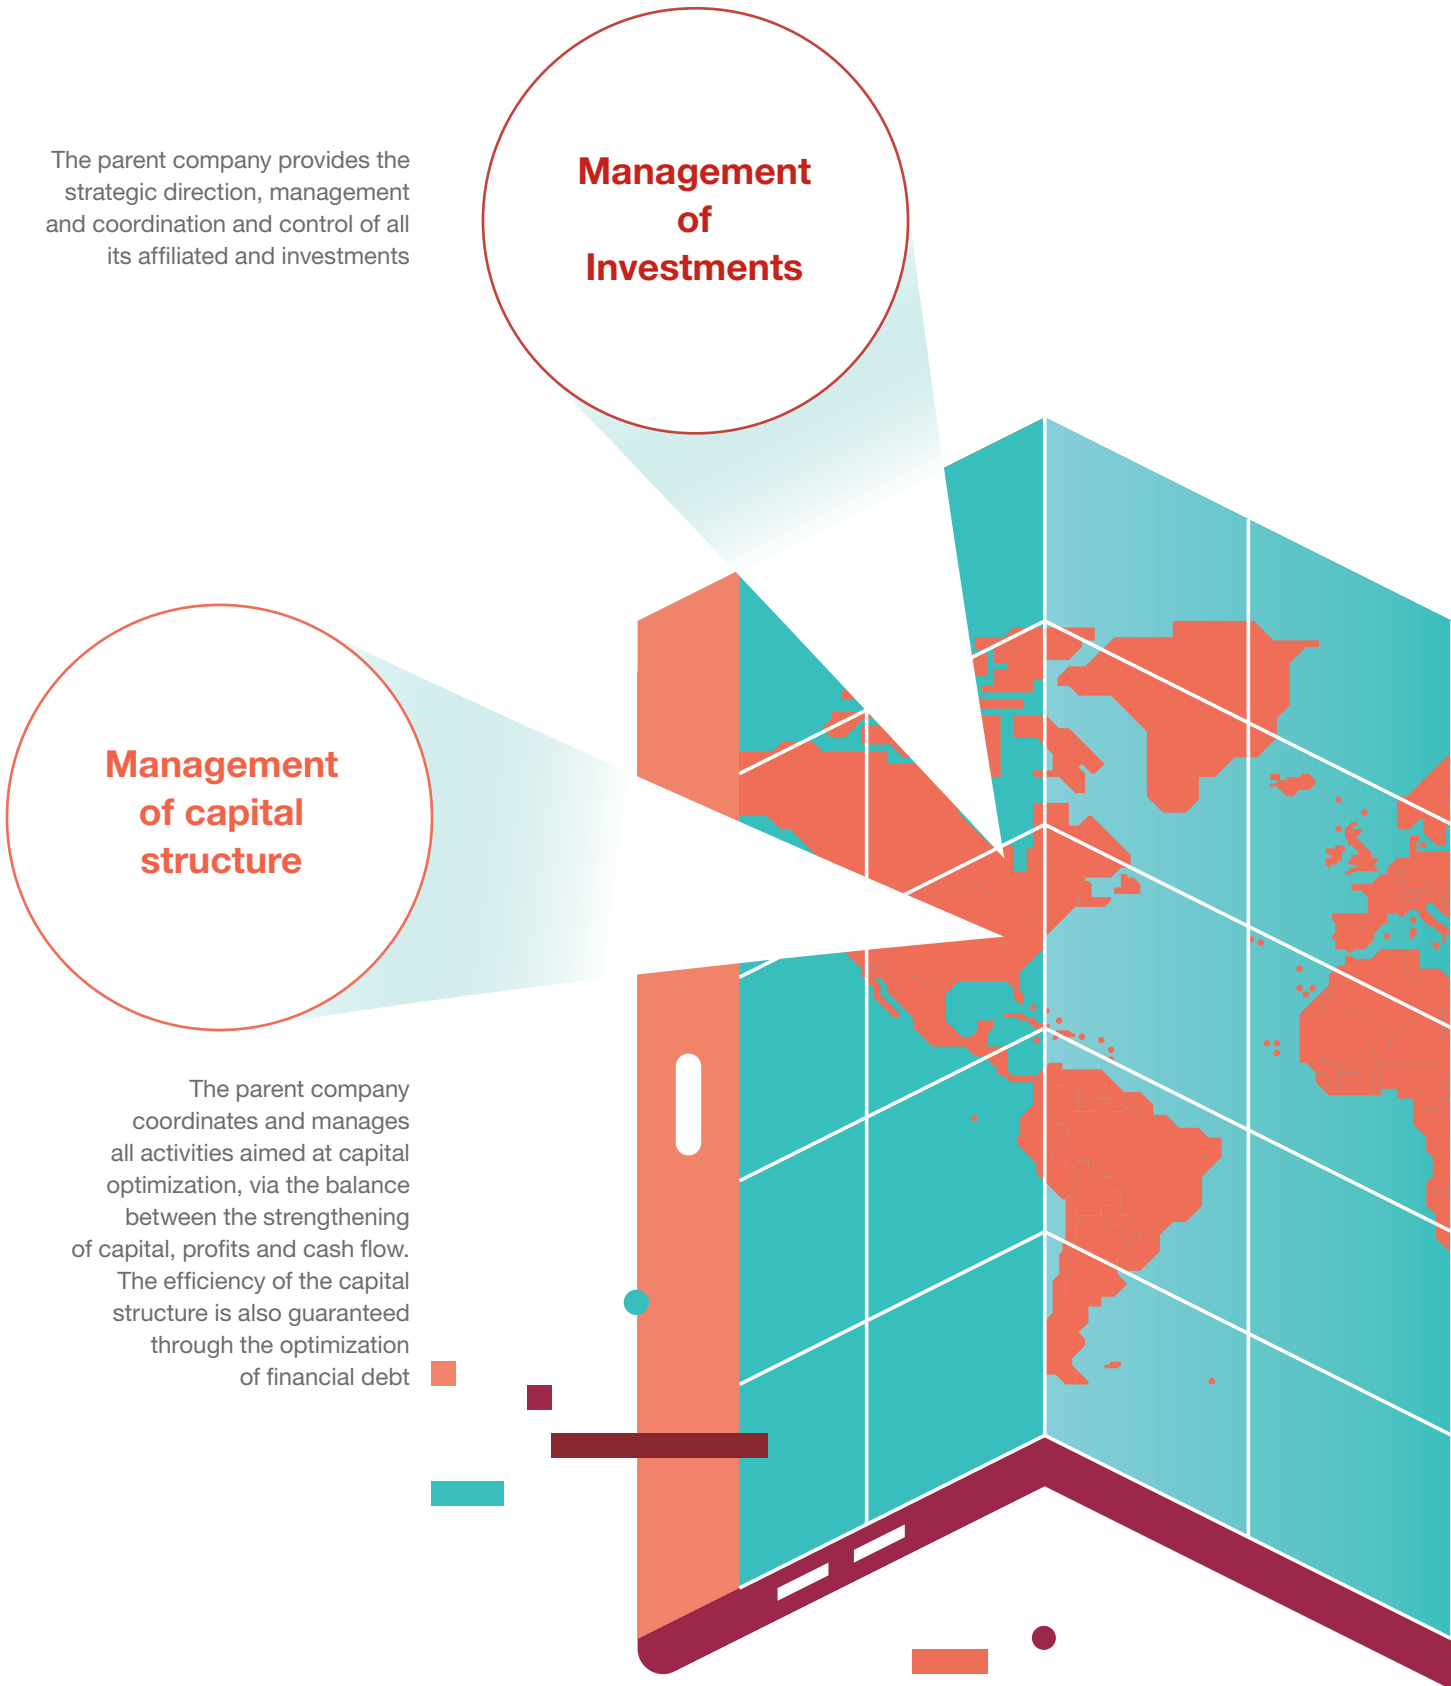 The parent company provides the
strategic direction, management
and coordination and control of all
its affiliated and investments
Management
of
Investments
Management
of capital
structure
The parent company
coordinates and manages
all activities aimed at capital
optimization, via the balance
between the strengthening
of capital, profits and cash flow.
The efficiency of the capital
structure is also guaranteed
through the optimization
of financial debt